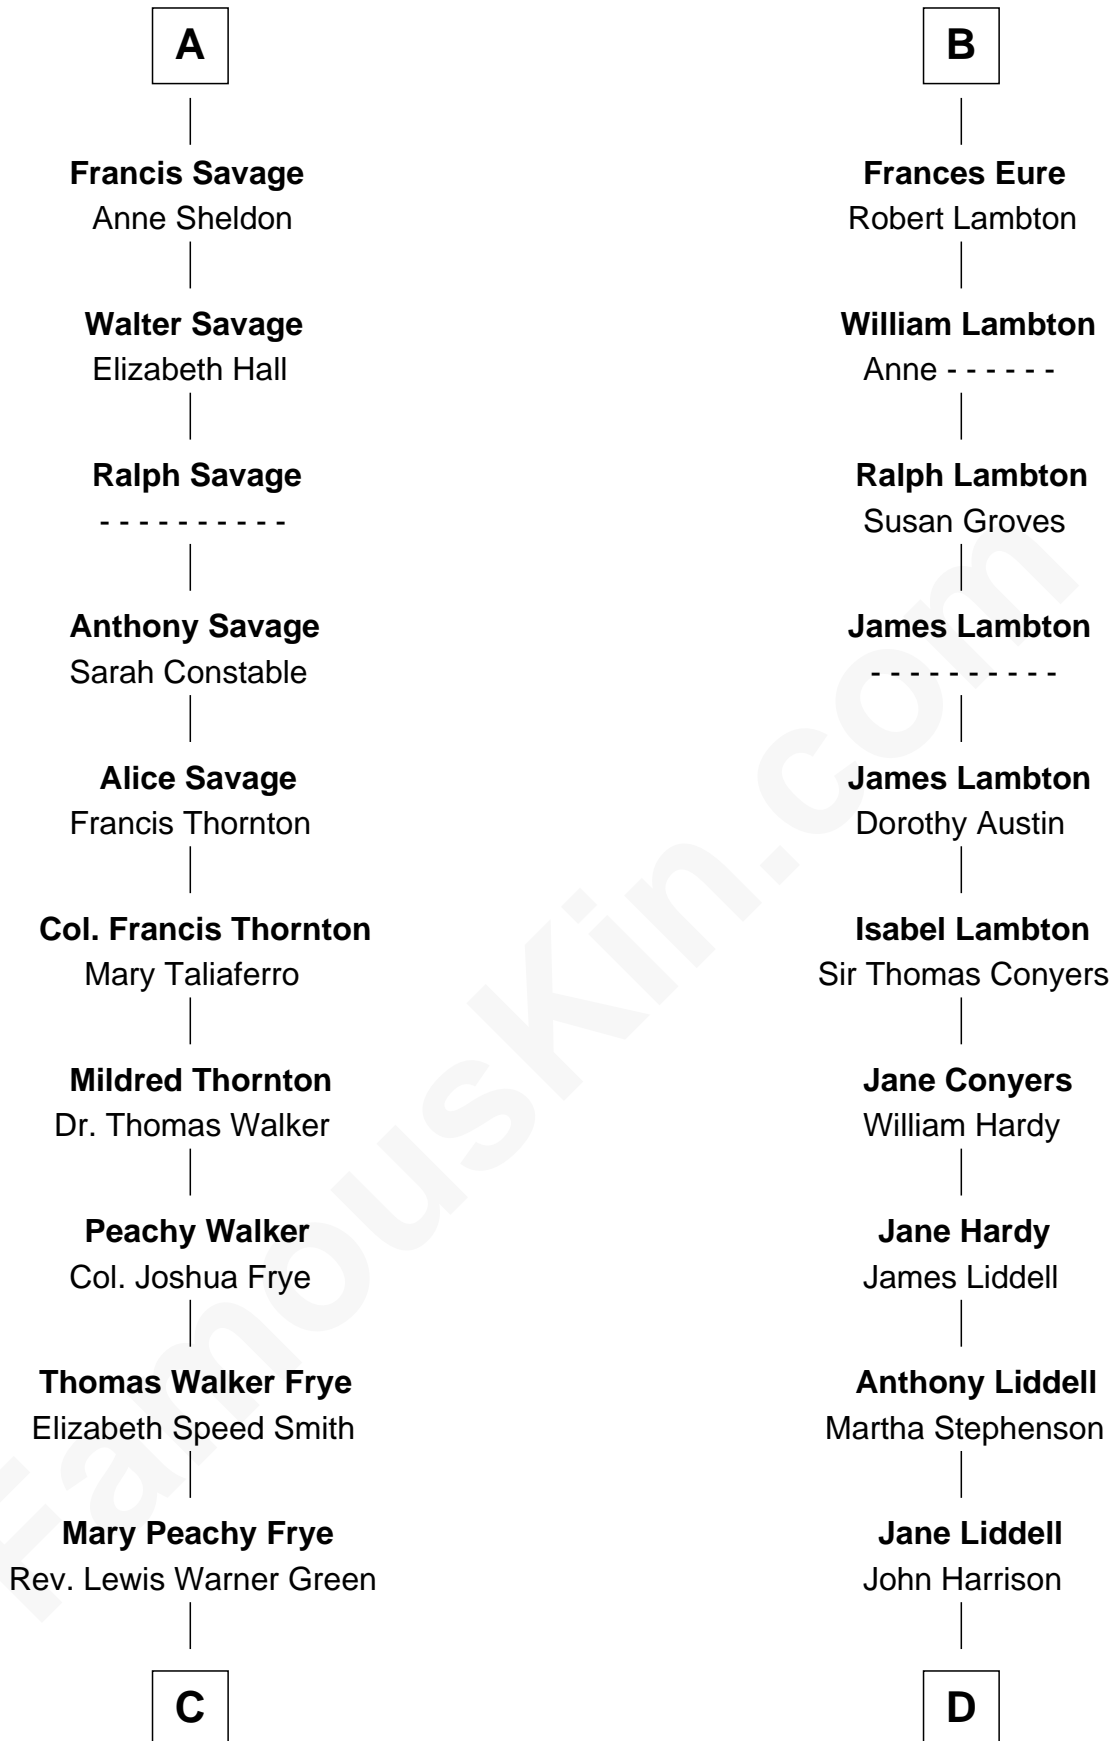 A
Francis Savage
Anne Sheldon
Walter Savage
Elizabeth Hall
Ralph Savage
- - - - - - - - - -
Anthony Savage
Sarah Constable
Alice Savage
Francis Thornton
Col. Francis Thornton
Mary Taliaferro
Mildred Thornton
Dr. Thomas Walker
Peachy Walker
Col. Joshua Frye
Thomas Walker Frye
Elizabeth Speed Smith
Mary Peachy Frye
Rev. Lewis Warner Green
C
B
Frances Eure
Robert Lambton
William Lambton
Anne - - - - - -
Ralph Lambton
Susan Groves
James Lambton
- - - - - - - - - -
James Lambton
Dorothy Austin
Isabel Lambton
Sir Thomas Conyers
Jane Conyers
William Hardy
Jane Hardy
James Liddell
Anthony Liddell
Martha Stephenson
Jane Liddell
John Harrison
D
FamousKin.com